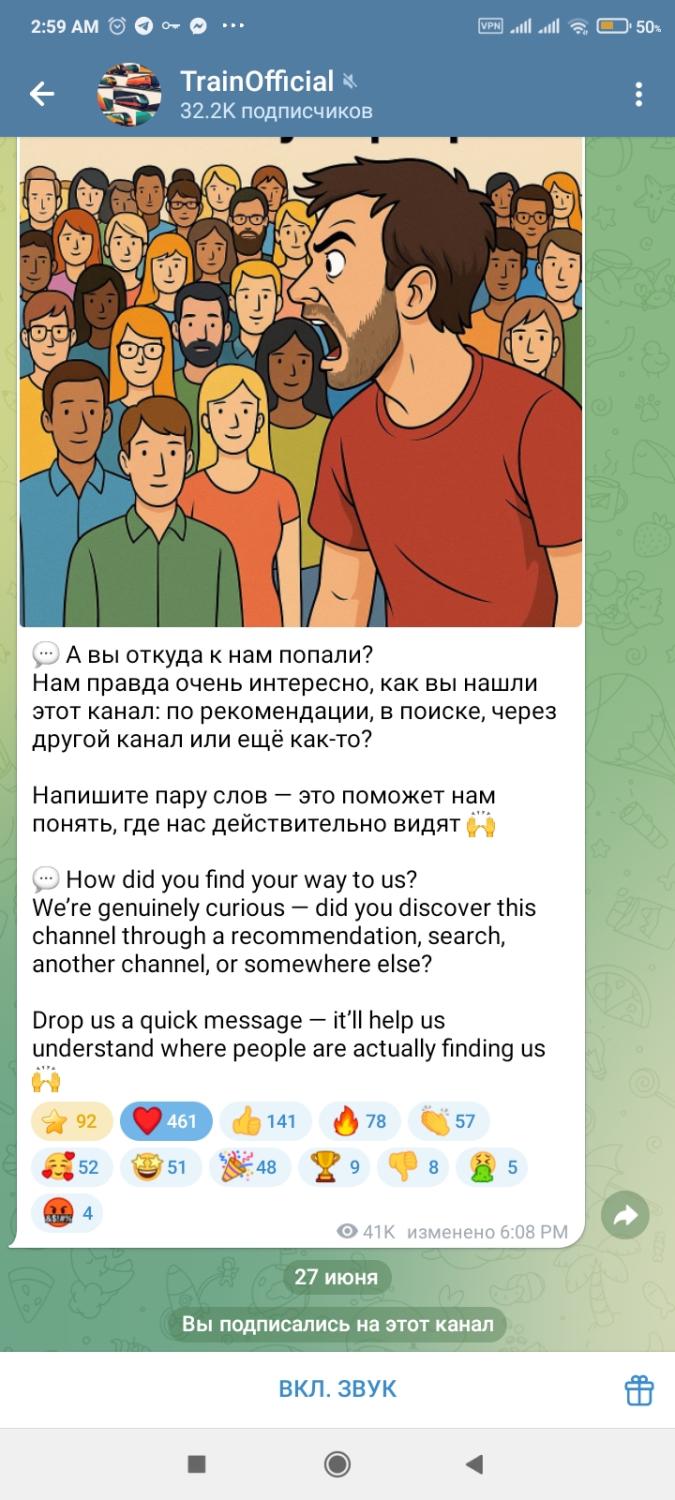 2:59 AM VPN 50%
TrainOfficial
32.2K подписчиков
💬 А вы откуда к нам попали?
Нам правда очень интересно, как вы нашли
этот канал: по рекомендации, в поиске, через
другой канал или ещё как-то?
Напишите пару слов — это поможет нам
понять, где нас действительно видят 🙌
💬 How did you find your way to us?
We’re genuinely curious — did you discover this
channel through a recommendation, search,
another channel, or somewhere else?
Drop us a quick message — it’ll help us
understand where people are actually finding us
🙌
⭐ 92 ❤️ 461 👍 141 🔥 78 👏 57
🥰 52 🤩 51 🎉 48 🏆 9 👎 8 🤮 5
🤬 4
41K изменено 6:08 PM
27 июня
Вы подписались на этот канал
ВКЛ. ЗВУК